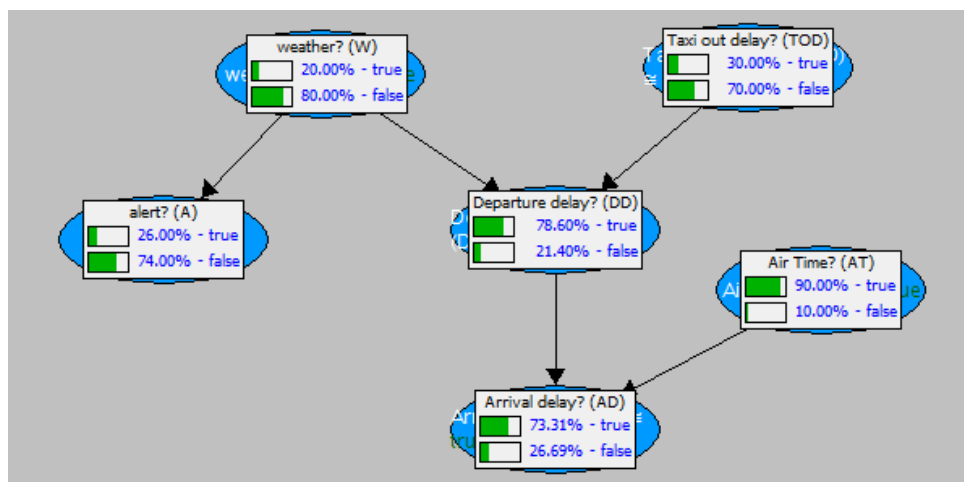 weather? (W)
20.00% - true
80.00% - false
Taxi out delay? (TOD)
30.00% - true
70.00% - false
alert? (A)
26.00% - true
74.00% - false
Departure delay? (DD)
78.60% - true
21.40% - false
Air Time? (AT)
90.00% - true
10.00% - false
Arrival delay? (AD)
73.31% - true
26.69% - false